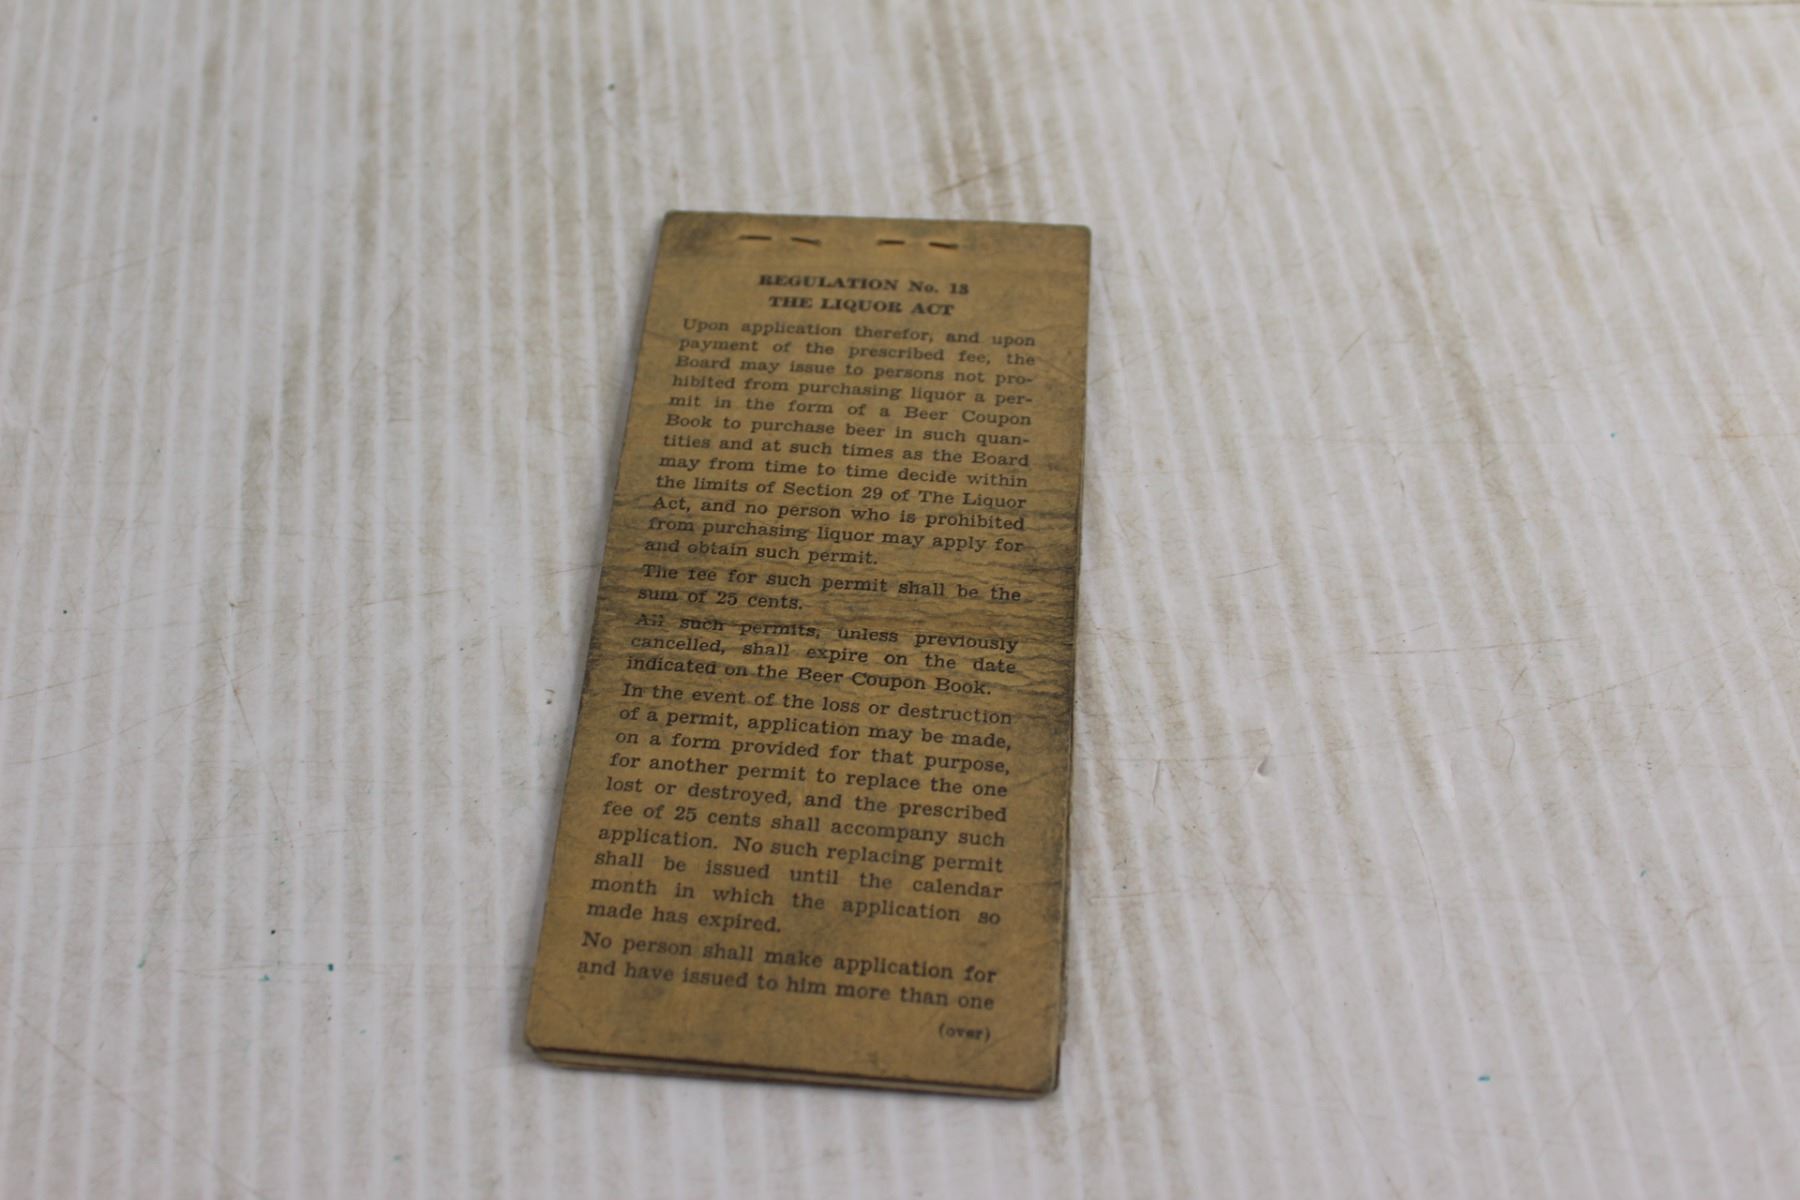 REGULATION No. 13
THE LIQUOR ACT
Upon application therefor, and upon
payment of the prescribed fee, the
Board may issue to persons not pro-
hibited from purchasing liquor a per-
mit in the form of a Beer Coupon
Book to purchase beer in such quan-
tities and at such times as the Board
may from time to time decide within
the limits of Section 29 of The Liquor
Act, and no person who is prohibited
from purchasing liquor may apply for
and obtain such permit.
The fee for such permit shall be the
sum of 25 cents.
All such permits, unless previously
cancelled, shall expire on the date
indicated on the Beer Coupon Book.
In the event of the loss or destruction
of a permit, application may be made,
on a form provided for that purpose,
for another permit to replace the one
lost or destroyed, and the prescribed
fee of 25 cents shall accompany such
application. No such replacing permit
shall be issued until the calendar
month in which the application so
made has expired.
No person shall make application for
and have issued to him more than one
(over)